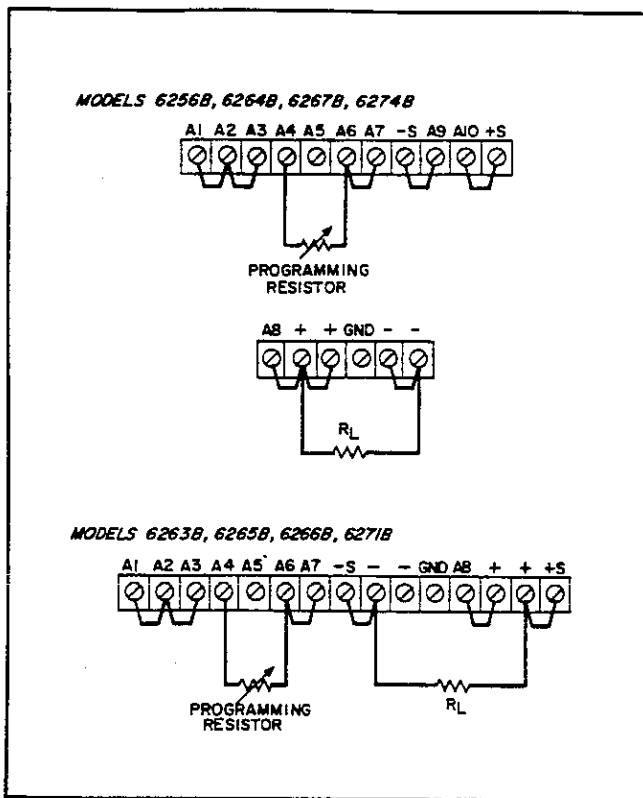 MODELS 6256B, 6264B, 6267B, 6274B
A1 A2 A3 A4 A5 A6 A7 -S A9 A10 +S
PROGRAMMING
RESISTOR
A8 + + GND - -
RL
MODELS 6263B, 6265B, 6266B, 6271B
A1 A2 A3 A4 A5 A6 A7 -S - - GND A8 + + +S
PROGRAMMING
RESISTOR
RL